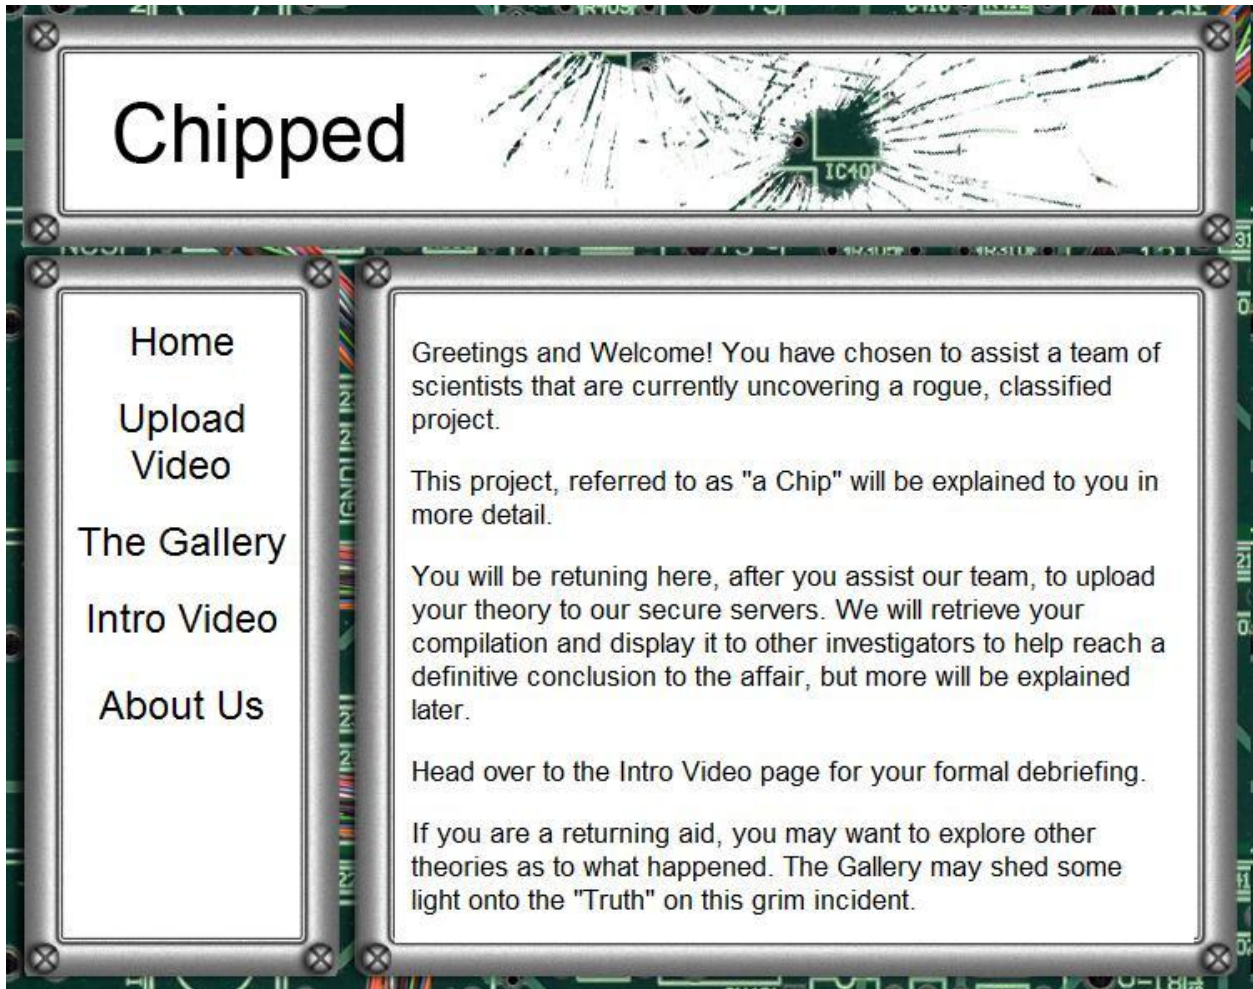 Chipped
IC401
Home
Upload
Video
The Gallery
Intro Video
About Us
Greetings and Welcome! You have chosen to assist a team of
scientists that are currently uncovering a rogue, classified
project.
This project, referred to as "a Chip" will be explained to you in
more detail.
You will be retuning here, after you assist our team, to upload
your theory to our secure servers. We will retrieve your
compilation and display it to other investigators to help reach a
definitive conclusion to the affair, but more will be explained
later.
Head over to the Intro Video page for your formal debriefing.
If you are a returning aid, you may want to explore other
theories as to what happened. The Gallery may shed some
light onto the "Truth" on this grim incident.